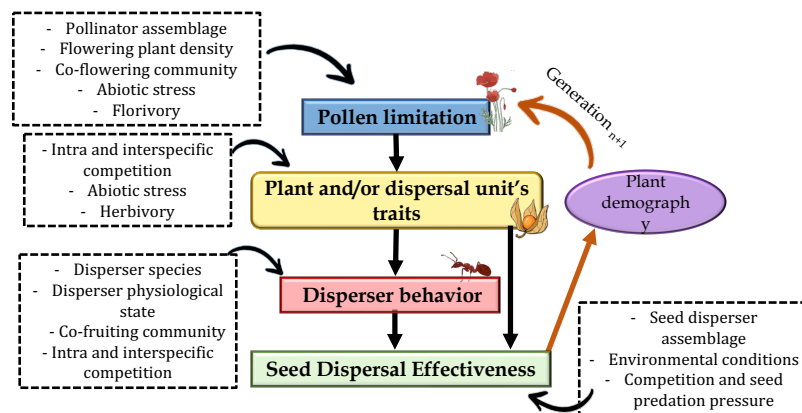 - Pollinator assemblage
- Flowering plant density
- Co-flowering community
- Abiotic stress
- Florivory
Pollen limitation
Generation n+1
- Intra and interspecific
competition
- Abiotic stress
- Herbivory
Plant and/or dispersal unit's
traits
Plant
demograph
y
- Disperser species
- Disperser physiological
state
- Co-fruiting community
- Intra and interspecific
competition
Disperser behavior
Seed Dispersal Effectiveness
- Seed disperser
assemblage
- Environmental conditions
- Competition and seed
predation pressure